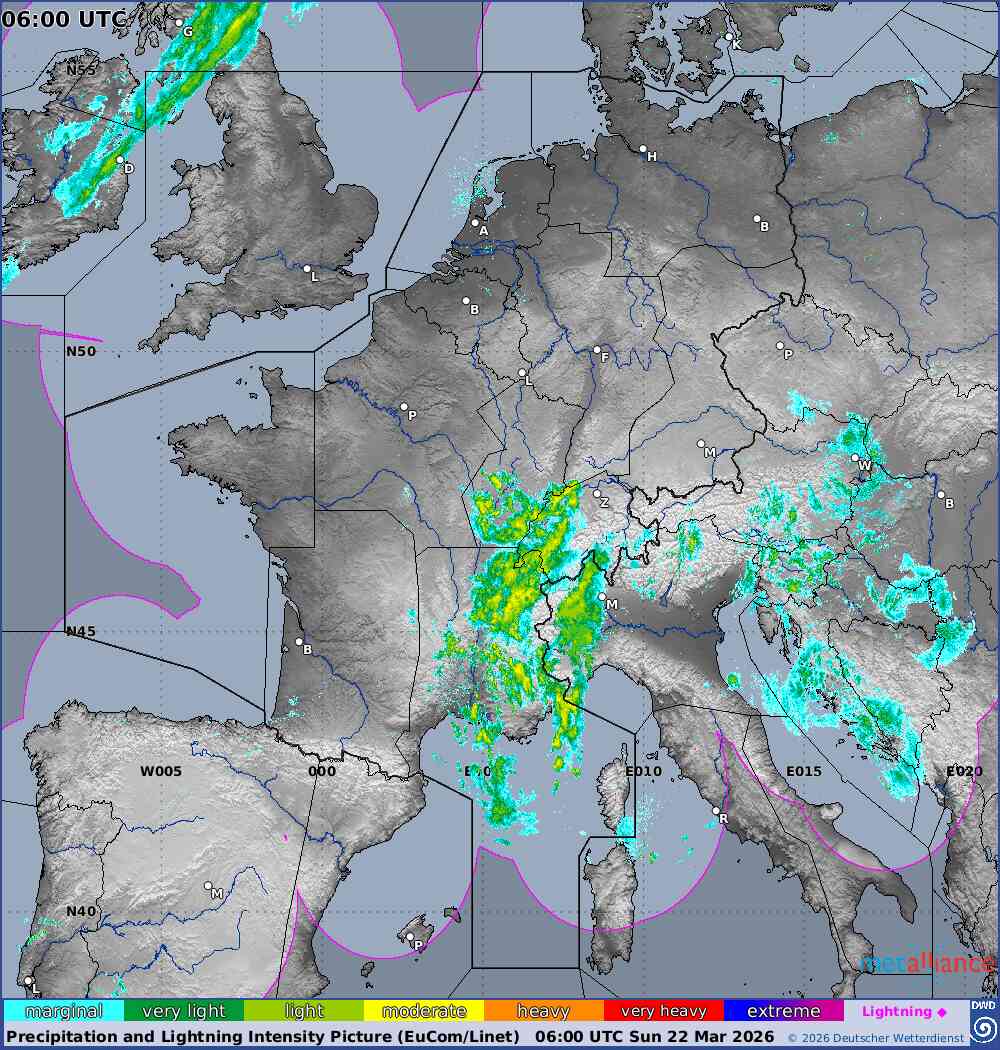 06:00 UTC
G
K
N55
D
H
A
B
B
L
B
N50
F
P
L
P
M
W
Z
B
M
N45
B
W005
000
E010
E015
E020
R
M
N40
P
metalliance
L
marginal very light light moderate heavy very heavy extreme Lightning ◆ DWD
Precipitation and Lightning Intensity Picture (EuCom/Linet) 06:00 UTC Sun 22 Mar 2026 © 2026 Deutscher Wetterdienst